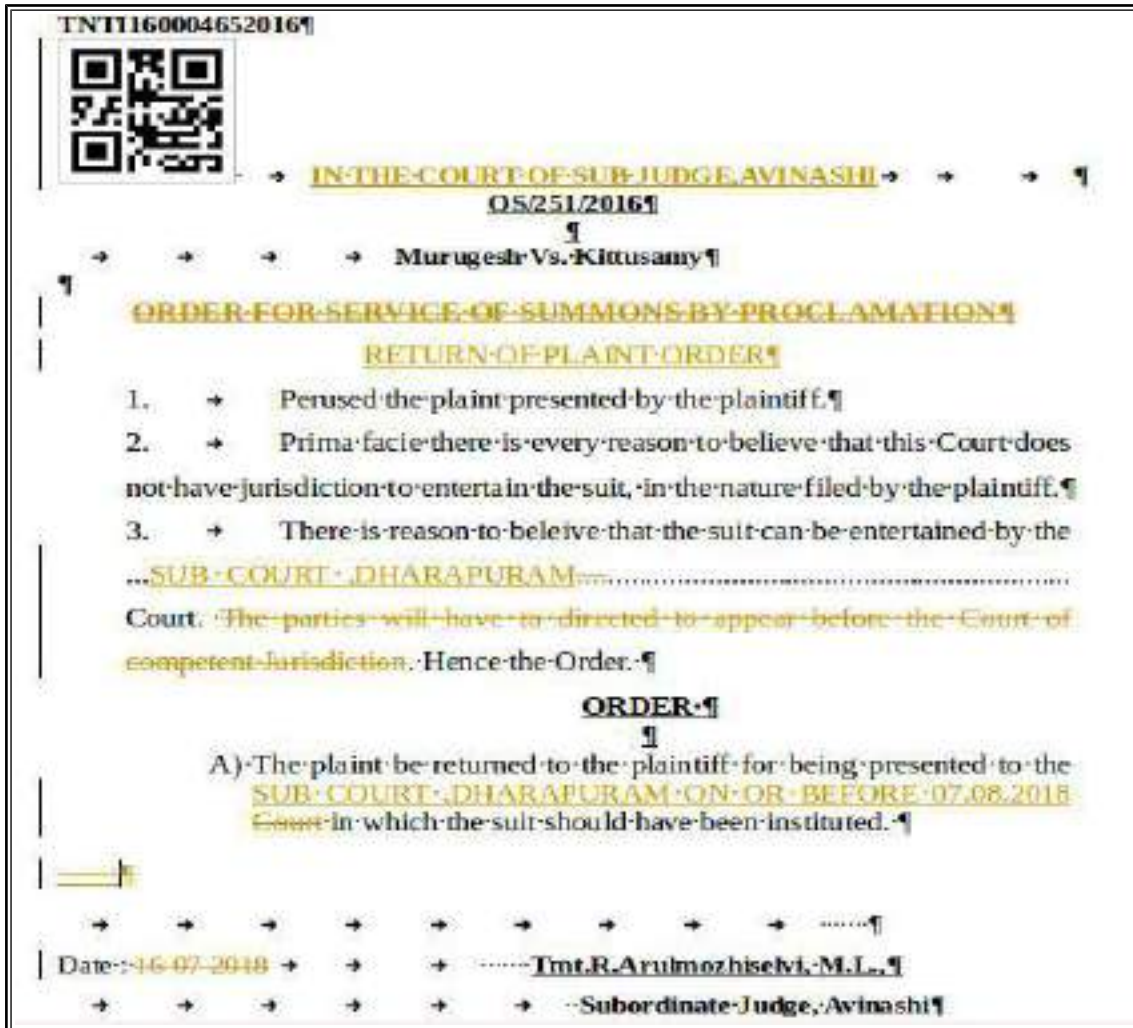 TNTI1600004652016¶
→ IN·THE·COURT·OF·SUB·JUDGE,AVINASHI → → → ¶
OS/251/2016¶
¶
→ → → → Murugesh·Vs.·Kittusamy¶
¶
ORDER·FOR·SERVICE·OF·SUMMONS·BY·PROCLAMATION¶
RETURN·OF·PLAINT·ORDER¶
1. → Perused·the·plaint·presented·by·the·plaintiff.¶
2. → Prima·facie·there·is·every·reason·to·believe·that·this·Court·does
not·have·jurisdiction·to·entertain·the·suit,·in·the·nature·filed·by·the·plaintiff.¶
3. → There·is·reason·to·beleive·that·the·suit·can·be·entertained·by·the
...SUB·COURT·,DHARAPURAM....................................................
Court.·The·parties·will·have·to·directed·to·appear·before·the·Court·of
competent·Jurisdiction.·Hence·the·Order.·¶
ORDER·¶
¶
A)·The·plaint·be·returned·to·the·plaintiff·for·being·presented·to·the
SUB·COURT·,DHARAPURAM·ON·OR·BEFORE·07.08.2018
Court·in·which·the·suit·should·have·been·instituted.·¶
¶
→ → → → → → → → → ·······¶
Date·:·16-07-2018 → → → ······Tmt.R.Arulmozhiselvi,·M.L.,¶
→ → → → → → ··Subordinate·Judge,·Avinashi¶